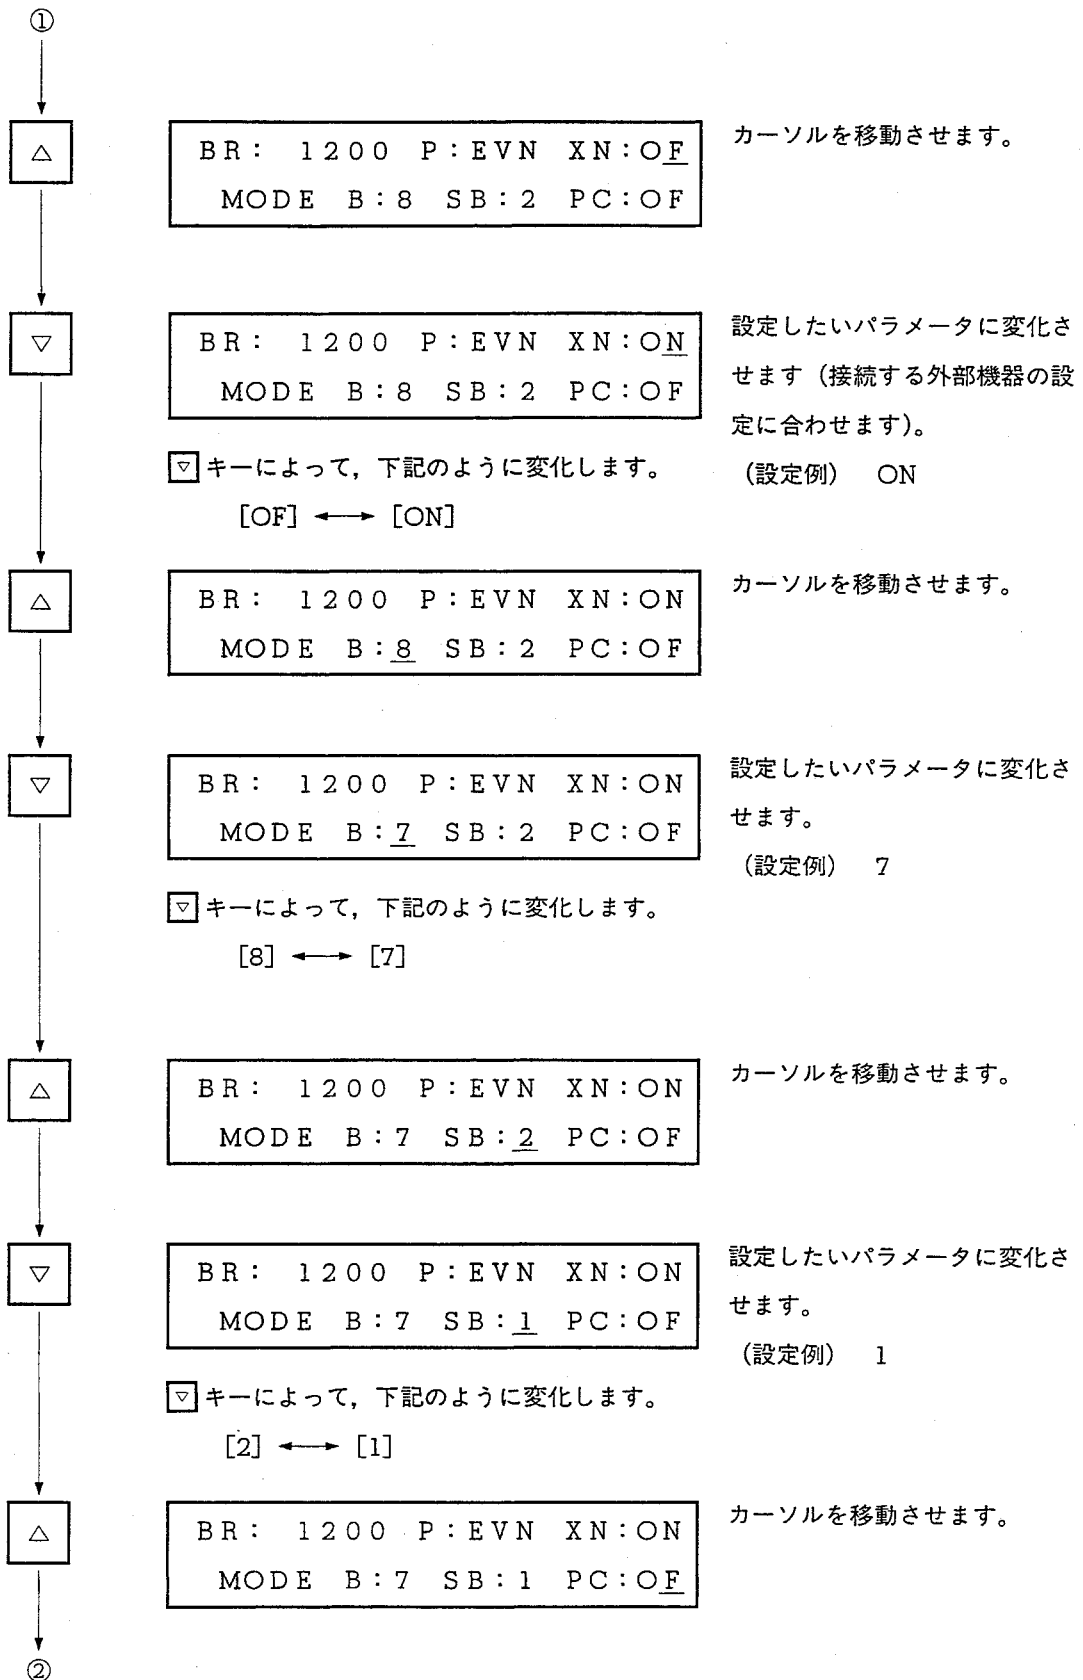 ①
△
BR: 1200 P:EVN XN:OF
MODE B:8 SB:2 PC:OF
カーソルを移動させます。
▽
BR: 1200 P:EVN XN:ON
MODE B:8 SB:2 PC:OF
設定したいパラメータに変化さ
せます（接続する外部機器の設
定に合わせます）。
（設定例） ON
▽キーによって，下記のように変化します。
[OF] ←→ [ON]
△
BR: 1200 P:EVN XN:ON
MODE B:8 SB:2 PC:OF
カーソルを移動させます。
▽
BR: 1200 P:EVN XN:ON
MODE B:7 SB:2 PC:OF
設定したいパラメータに変化さ
せます。
（設定例） 7
▽キーによって，下記のように変化します。
[8] ←→ [7]
△
BR: 1200 P:EVN XN:ON
MODE B:7 SB:2 PC:OF
カーソルを移動させます。
▽
BR: 1200 P:EVN XN:ON
MODE B:7 SB:1 PC:OF
設定したいパラメータに変化さ
せます。
（設定例） 1
▽キーによって，下記のように変化します。
[2] ←→ [1]
△
BR: 1200 P:EVN XN:ON
MODE B:7 SB:1 PC:OF
カーソルを移動させます。
②